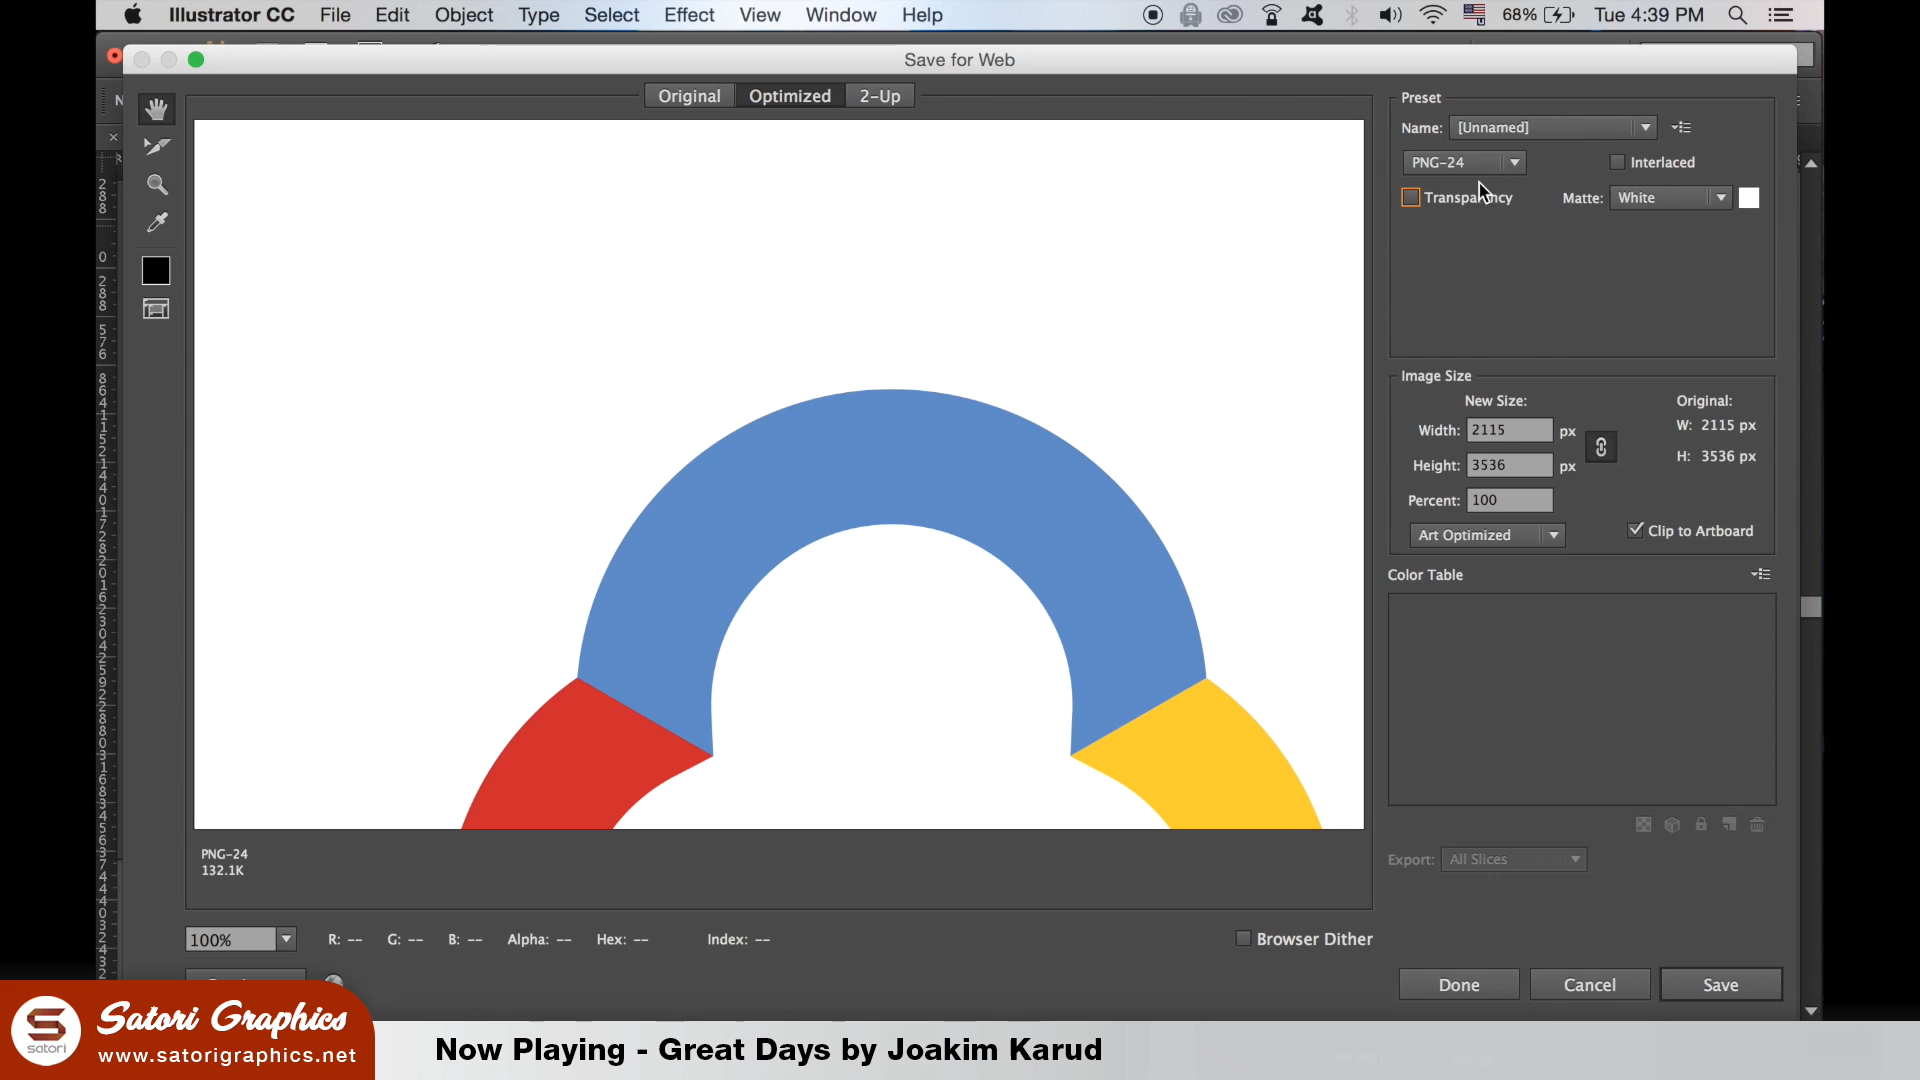 Illustrator CC File Edit Object Type Select Effect View Window Help 68% Tue 4:39 PM
Save for Web
Original Optimized 2-Up
Preset
Name: [Unnamed]
PNG-24 Interlaced
Transparency Matte: White
Image Size
New Size: Original:
Width: 2115 px W: 2115 px
Height: 3536 px H: 3536 px
Percent: 100
Art Optimized Clip to Artboard
Color Table
PNG-24
132.1K
Export: All Slices
100% R: -- G: -- B: -- Alpha: -- Hex: -- Index: -- Browser Dither
Done Cancel Save
Satori Graphics
satori
www.satorigraphics.net
Now Playing - Great Days by Joakim Karud